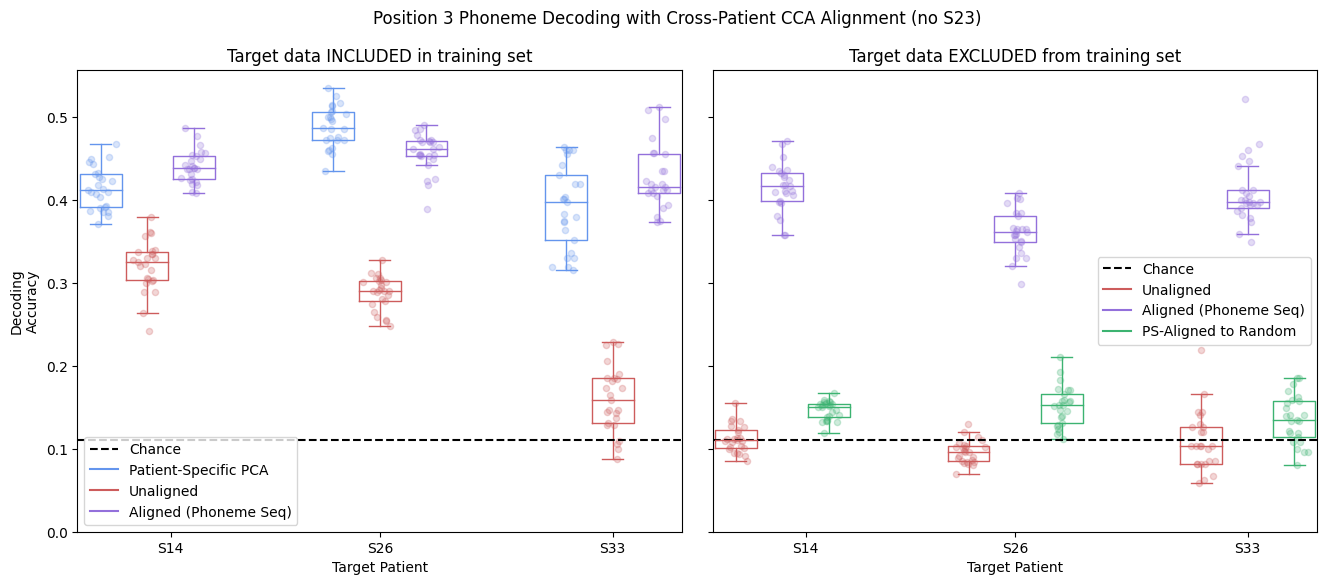 Position 3 Phoneme Decoding with Cross-Patient CCA Alignment (no S23)
Target data INCLUDED in training set
Decoding
Accuracy
0.5
0.4
0.3
0.2
0.1
0.0
Chance
Patient-Specific PCA
Unaligned
Aligned (Phoneme Seq)
S14
S26
S33
Target Patient
Target data EXCLUDED from training set
Chance
Unaligned
Aligned (Phoneme Seq)
PS-Aligned to Random
S14
S26
S33
Target Patient